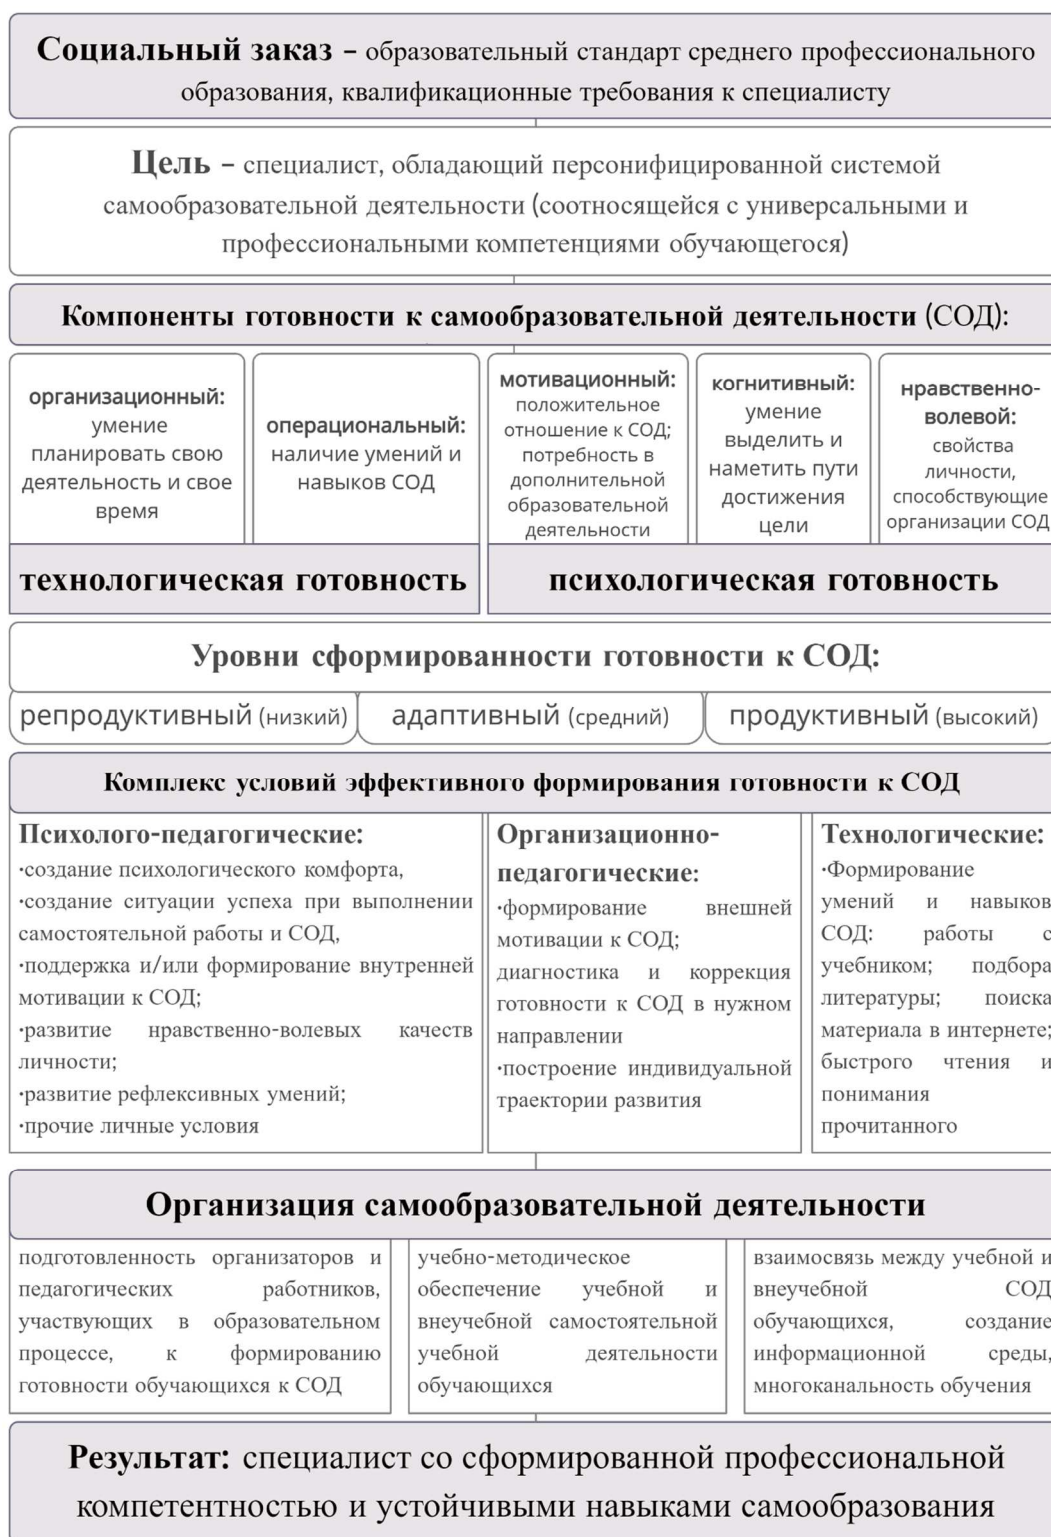 Социальный заказ – образовательный стандарт среднего профессионального
образования, квалификационные требования к специалисту
Цель – специалист, обладающий персонифицированной системой
самообразовательной деятельности (соотносящейся с универсальными и
профессиональными компетенциями обучающегося)
Компоненты готовности к самообразовательной деятельности (СОД):
организационный:
умение
планировать свою
деятельность и свое
время
операциональный:
наличие умений и
навыков СОД
мотивационный:
положительное
отношение к СОД;
потребность в
дополнительной
образовательной
деятельности
когнитивный:
умение
выделить и
наметить пути
достижения
цели
нравственно-
волевой:
свойства
личности,
способствующие
организации СОД
технологическая готовность
психологическая готовность
Уровни сформированности готовности к СОД:
репродуктивный (низкий)
адаптивный (средний)
продуктивный (высокий)
Комплекс условий эффективного формирования готовности к СОД
Психолого-педагогические:
·создание психологического комфорта,
·создание ситуации успеха при выполнении
самостоятельной работы и СОД,
·поддержка и/или формирование внутренней
мотивации к СОД;
·развитие нравственно-волевых качеств
личности;
·развитие рефлексивных умений;
·прочие личные условия
Организационно-
педагогические:
·формирование внешней
мотивации к СОД;
диагностика и коррекция
готовности к СОД в нужном
направлении
·построение индивидуальной
траектории развития
Технологические:
·Формирование
умений и навыков
СОД: работы с
учебником; подбора
литературы; поиска
материала в интернете;
быстрого чтения и
понимания
прочитанного
Организация самообразовательной деятельности
подготовленность организаторов и
педагогических работников,
участвующих в образовательном
процессе, к формированию
готовности обучающихся к СОД
учебно-методическое
обеспечение учебной и
внеучебной самостоятельной
учебной деятельности
обучающихся
взаимосвязь между учебной и
внеучебной СОД
обучающихся, создание
информационной среды,
многоканальность обучения
Результат: специалист со сформированной профессиональной
компетентностью и устойчивыми навыками самообразования